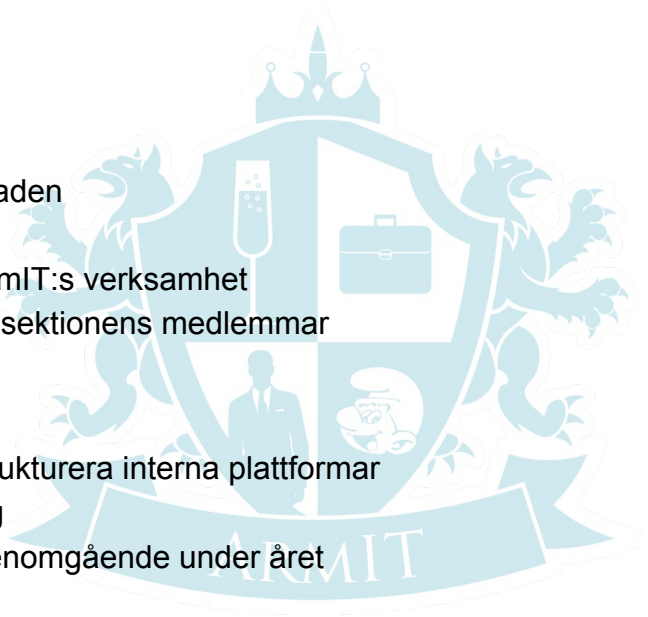 aden
mIT:s verksamhet
sektionens medlemmar
ukturera interna plattformar
g
enomgående under året
ARMIT